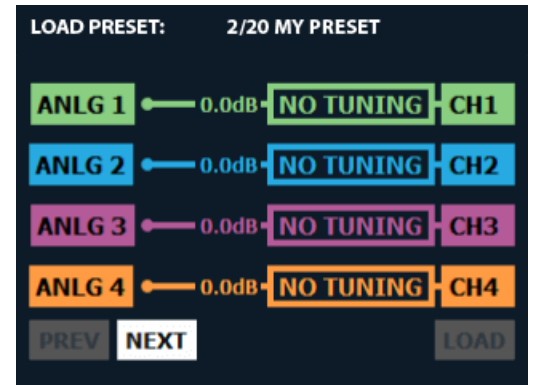 LOAD PRESET: 2/20 MY PRESET
ANLG 1 0.0dB NO TUNING CH1
ANLG 2 0.0dB NO TUNING CH2
ANLG 3 0.0dB NO TUNING CH3
ANLG 4 0.0dB NO TUNING CH4
PREV NEXT LOAD